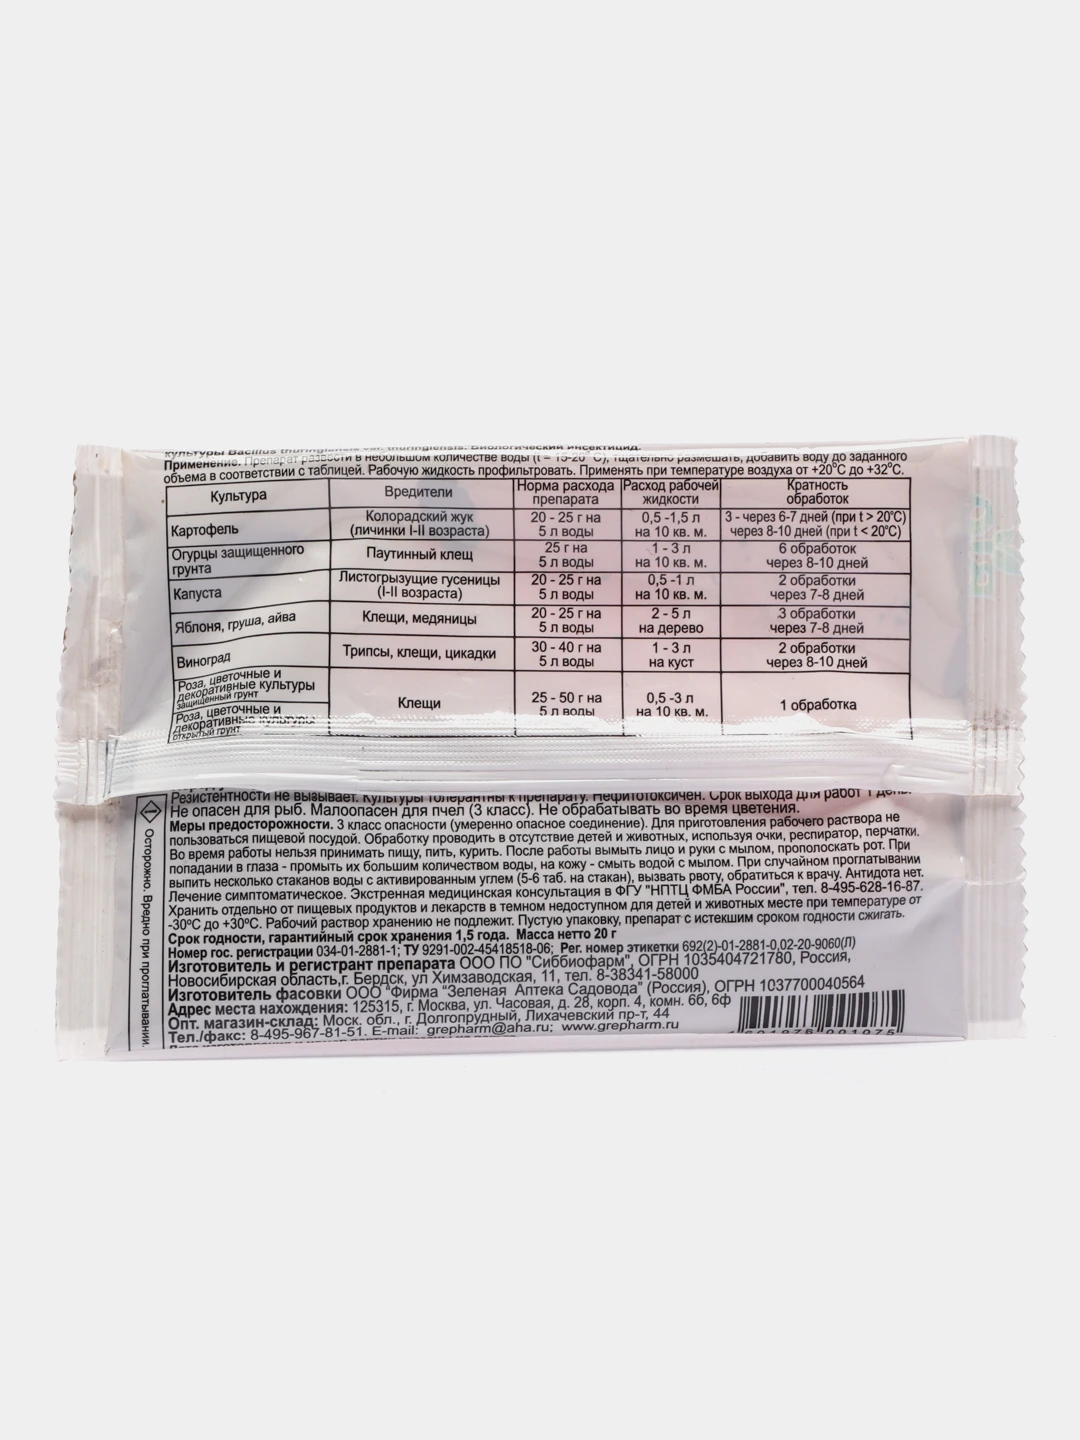 культуры Bacillus thuringiensis var. thuringiensis. Биологический инсектицид.
Применение. Препарат развести в небольшом количестве воды (t = 15-20°С), тщательно размешать, добавить воду до заданного
объема в соответствии с таблицей. Рабочую жидкость профильтровать. Применять при температуре воздуха от +20°С до +32°С.
Культура Вредители Норма расхода препарата Расход рабочей жидкости Кратность обработок
Картофель Колорадский жук (личинки I-II возраста) 20 - 25 г на 5 л воды 0,5 -1,5 л на 10 кв. м. 3 - через 6-7 дней (при t > 20°С) через 8-10 дней (при t < 20°С)
Огурцы защищенного грунта Паутинный клещ 25 г на 5 л воды 1 - 3 л на 10 кв. м. 6 обработок через 8-10 дней
Капуста Листогрызущие гусеницы (I-II возраста) 20 - 25 г на 5 л воды 0,5 -1 л на 10 кв. м. 2 обработки через 7-8 дней
Яблоня, груша, айва Клещи, медяницы 20 - 25 г на 5 л воды 2 - 5 л на дерево 3 обработки через 7-8 дней
Виноград Трипсы, клещи, цикадки 30 - 40 г на 5 л воды 1 - 3 л на куст 2 обработки через 8-10 дней
Роза, цветочные и декоративные культуры защищенный грунт Клещи 25 - 50 г на 5 л воды 0,5 -3 л на 10 кв. м. 1 обработка
Роза, цветочные и декоративные культуры открытый грунт
Резистентности не вызывает. Культуры толерантны к препарату. Нефитотоксичен. Срок выхода для работ 1 день.
Не опасен для рыб. Малоопасен для пчел (3 класс). Не обрабатывать во время цветения.
Меры предосторожности. 3 класс опасности (умеренно опасное соединение). Для приготовления рабочего раствора не
пользоваться пищевой посудой. Обработку проводить в отсутствие детей и животных, используя очки, респиратор, перчатки.
Во время работы нельзя принимать пищу, пить, курить. После работы вымыть лицо и руки с мылом, прополоскать рот. При
попадании в глаза - промыть их большим количеством воды, на кожу - смыть водой с мылом. При случайном проглатывании
выпить несколько стаканов воды с активированным углем (5-6 таб. на стакан), вызвать рвоту, обратиться к врачу. Антидота нет.
Лечение симптоматическое. Экстренная медицинская консультация в ФГУ "НПТЦ ФМБА России", тел. 8-495-628-16-87.
Хранить отдельно от пищевых продуктов и лекарств в темном недоступном для детей и животных месте при температуре от
-30°С до +30°С. Рабочий раствор хранению не подлежит. Пустую упаковку, препарат с истекшим сроком годности сжигать.
Срок годности, гарантийный срок хранения 1,5 года. Масса нетто 20 г
Номер гос. регистрации 034-01-2881-1; ТУ 9291-002-45418518-06; Рег. номер этикетки 692(2)-01-2881-0,02-20-9060(Л)
Изготовитель и регистрант препарата ООО ПО "Сиббиофарм", ОГРН 1035404721780, Россия,
Новосибирская область,г. Бердск, ул Химзаводская, 11, тел. 8-38341-58000
Изготовитель фасовки ООО "Фирма "Зеленая Аптека Садовода" (Россия), ОГРН 1037700040564
Адрес места нахождения: 125315, г. Москва, ул. Часовая, д. 28, корп. 4, комн. 6б, 6ф
Опт. магазин-склад: Моск. обл., г. Долгопрудный, Лихачевский пр-т, 44
Тел./факс: 8-495-967-81-51. E-mail: grepharm@aha.ru; www.grepharm.ru
Осторожно. Вредно при проглатывании.